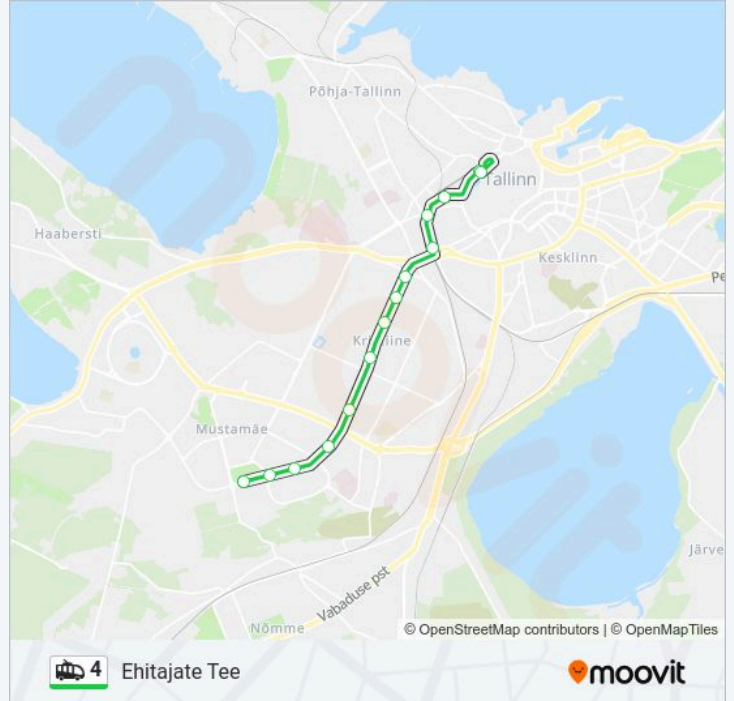 Põhja-Tallinn
Tallinn
Haabersti
Kesklinn
Pe
Kristiine
Mustamäe
Järve
Vabaduse pst
Nõmme
© OpenStreetMap contributors | © OpenMapTiles
4 Ehitajate Tee
moovit